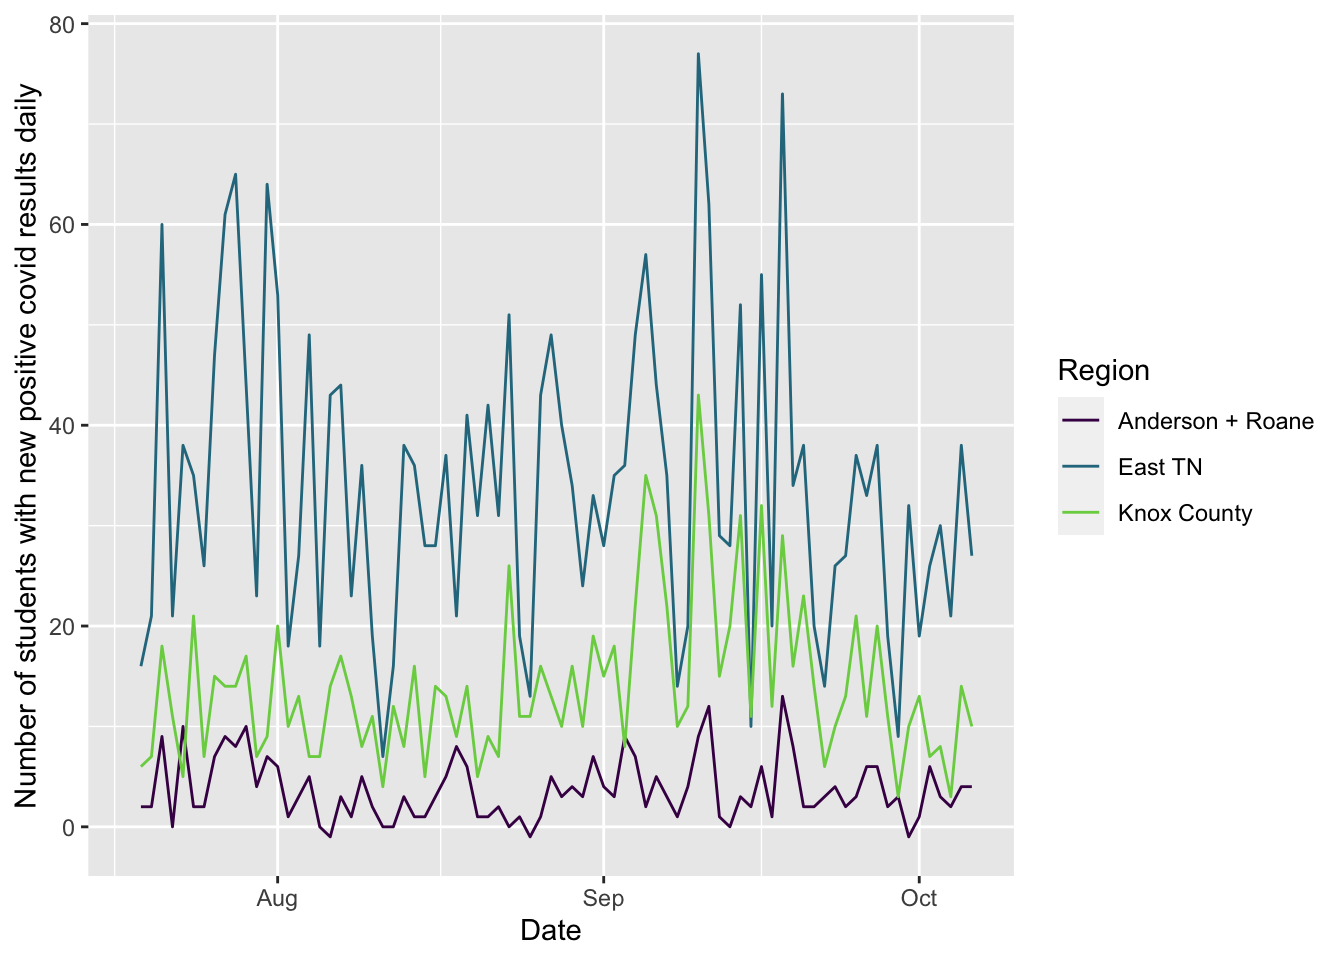 Number of students with new positive covid results daily
80
60
40
20
0
Aug
Sep
Oct
Date
Region
Anderson + Roane
East TN
Knox County